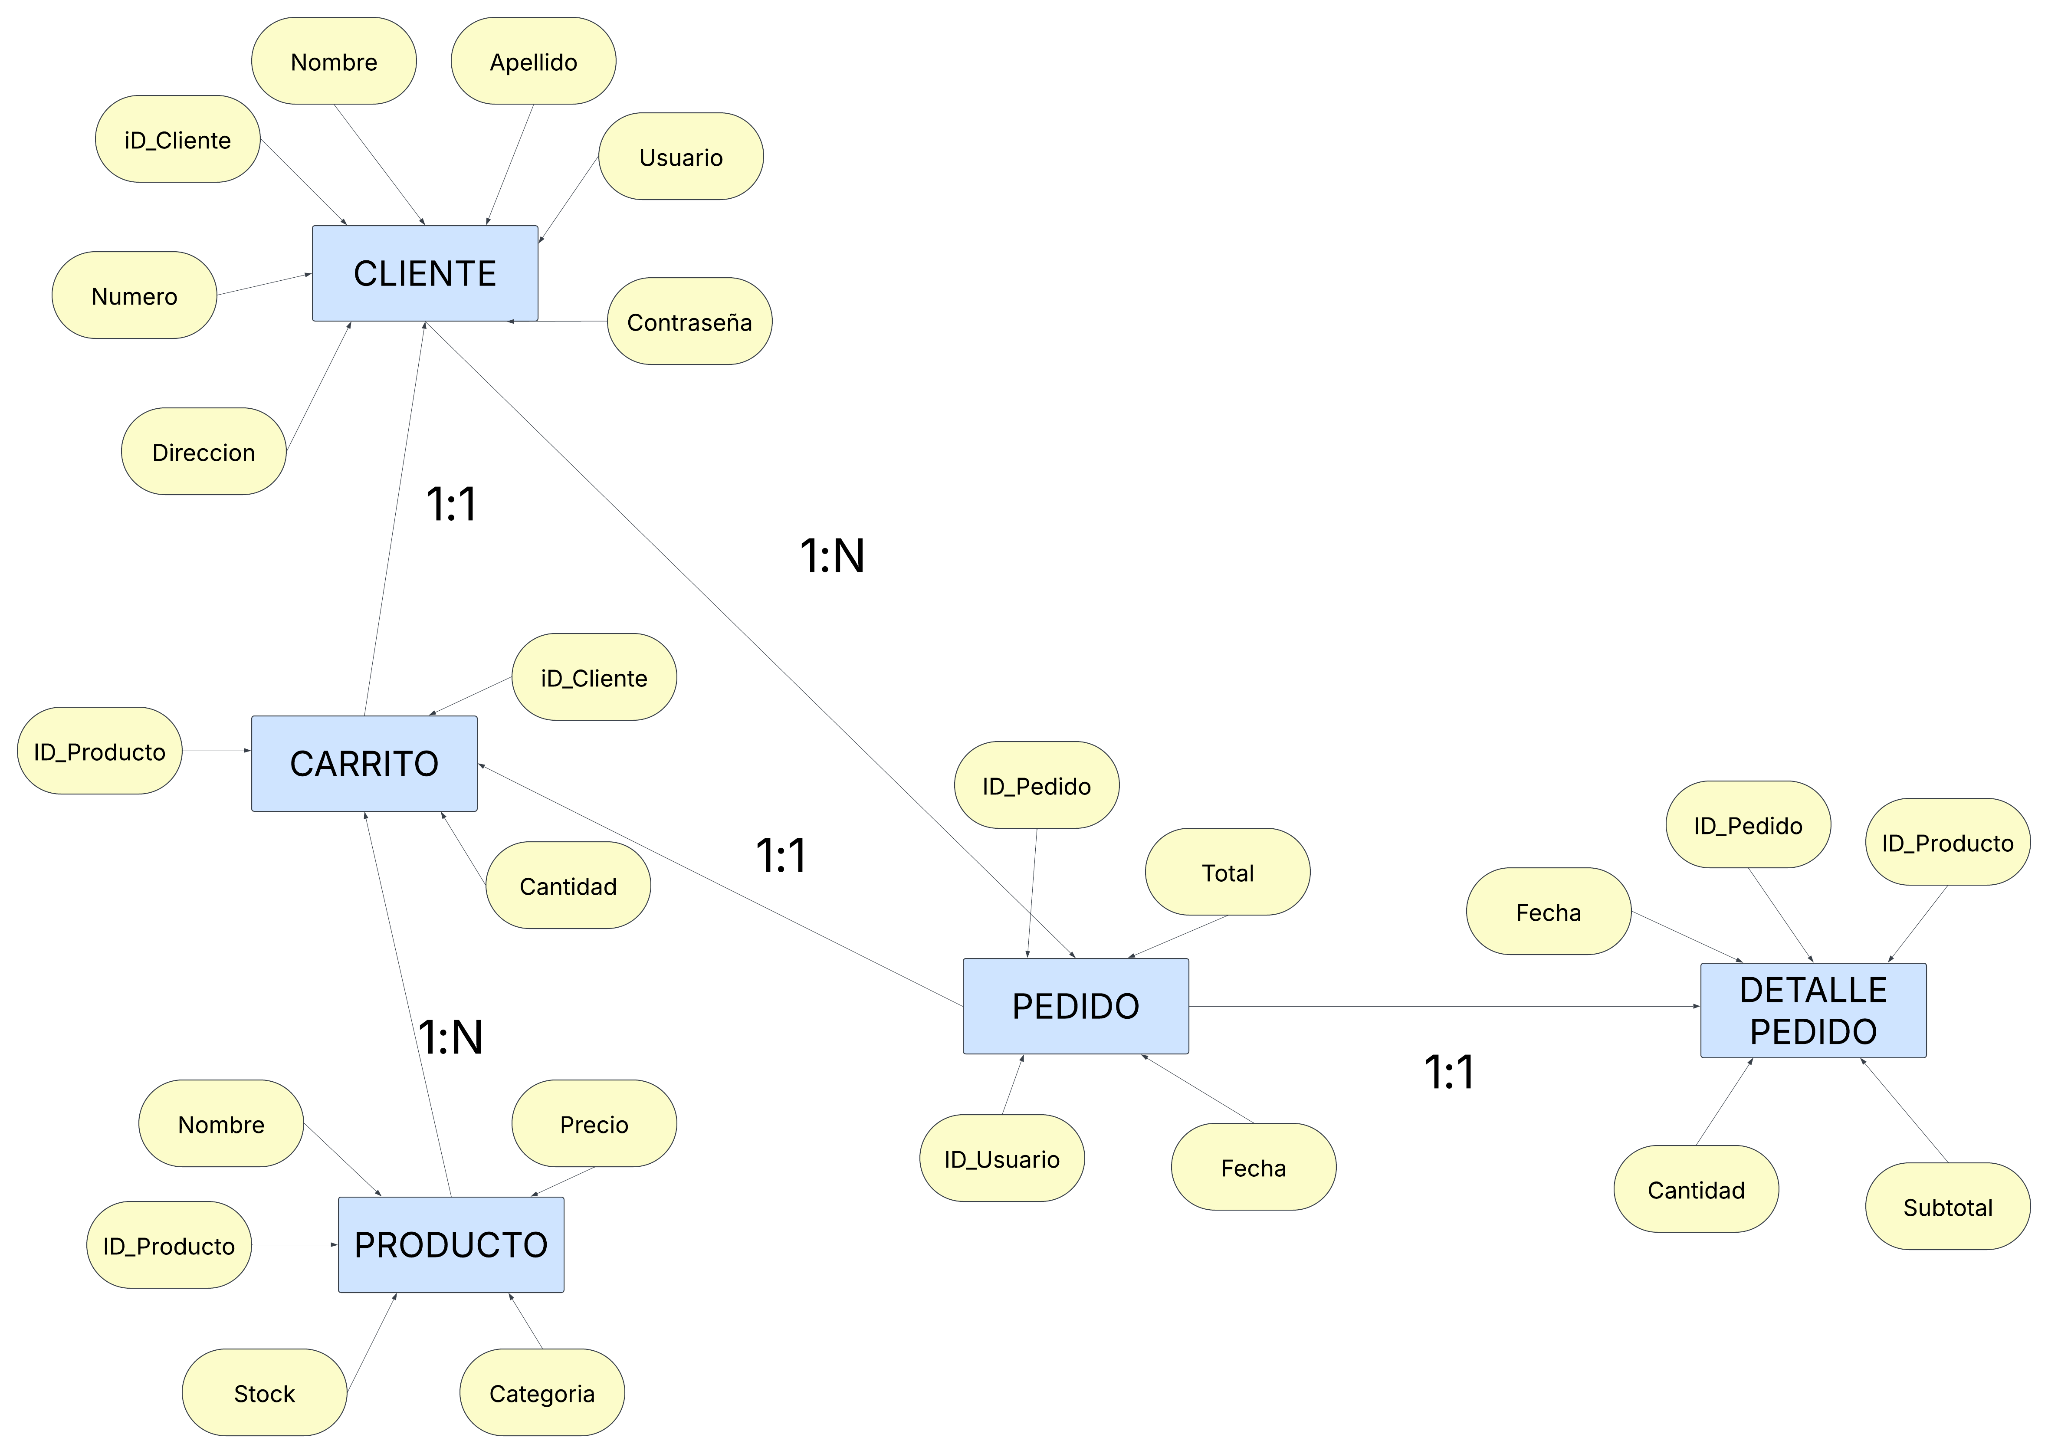 Nombre
Apellido
iD_Cliente
Usuario
CLIENTE
Numero
Contraseña
Direccion
1:1
1:N
iD_Cliente
ID_Producto
CARRITO
ID_Pedido
1:1
Total
Cantidad
ID_Pedido
ID_Producto
Fecha
PEDIDO
DETALLE
PEDIDO
1:N
1:1
Nombre
Precio
ID_Usuario
Fecha
Cantidad
Subtotal
ID_Producto
PRODUCTO
Stock
Categoria